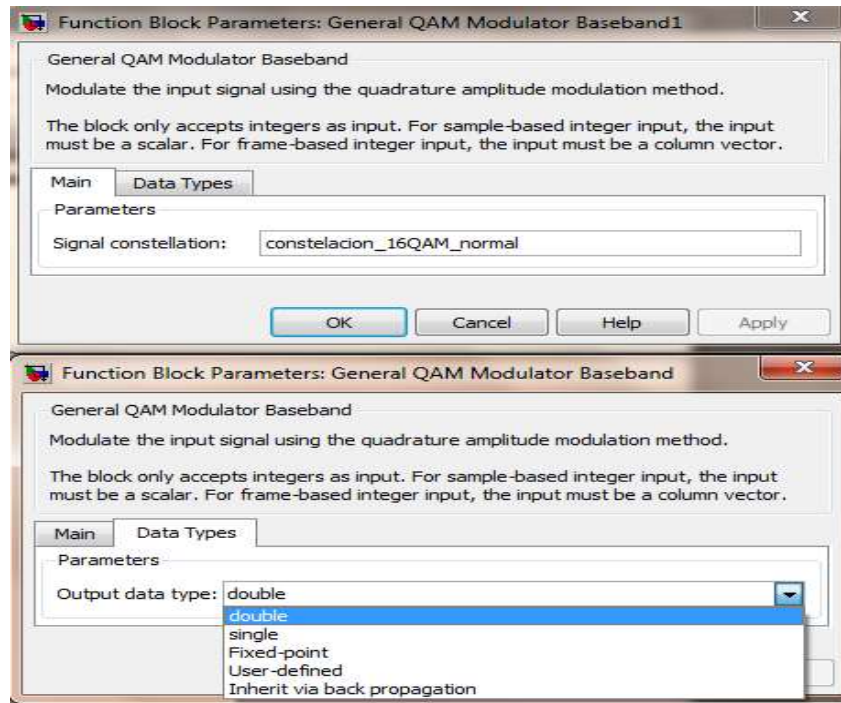 Function Block Parameters: General QAM Modulator Baseband1
General QAM Modulator Baseband
Modulate the input signal using the quadrature amplitude modulation method.
The block only accepts integers as input. For sample-based integer input, the input
must be a scalar. For frame-based integer input, the input must be a column vector.
Main Data Types
Parameters
Signal constellation: constelacion_16QAM_normal
OK Cancel Help Apply
Function Block Parameters: General QAM Modulator Baseband
General QAM Modulator Baseband
Modulate the input signal using the quadrature amplitude modulation method.
The block only accepts integers as input. For sample-based integer input, the input
must be a scalar. For frame-based integer input, the input must be a column vector.
Main Data Types
Parameters
Output data type: double
double
single
Fixed-point
User-defined
Inherit via back propagation